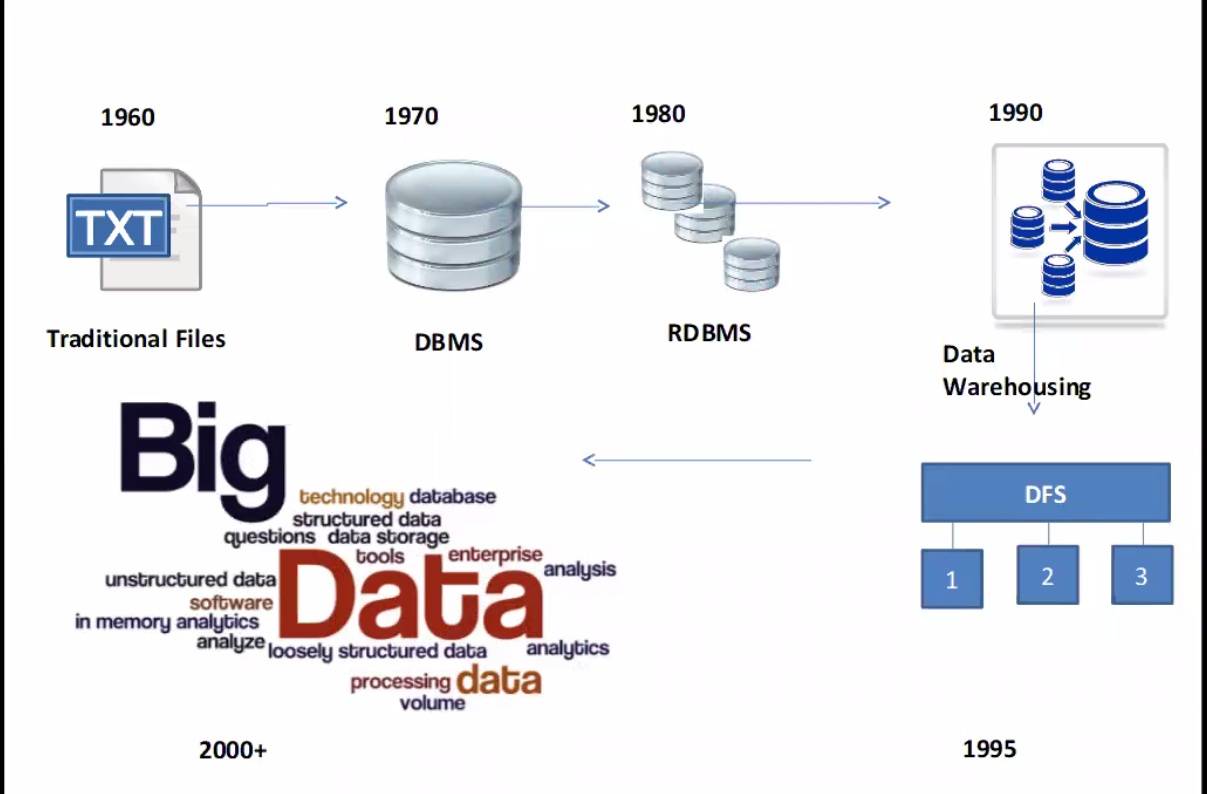 1960
1970
1980
1990
TXT
Traditional Files
DBMS
RDBMS
Data
Warehousing
Big
technology database
structured data
questions data storage
tools enterprise
analysis
unstructured data
Data
software
in memory analytics
analyze
loosely structured data
analytics
processing data
volume
DFS
1
2
3
2000+
1995